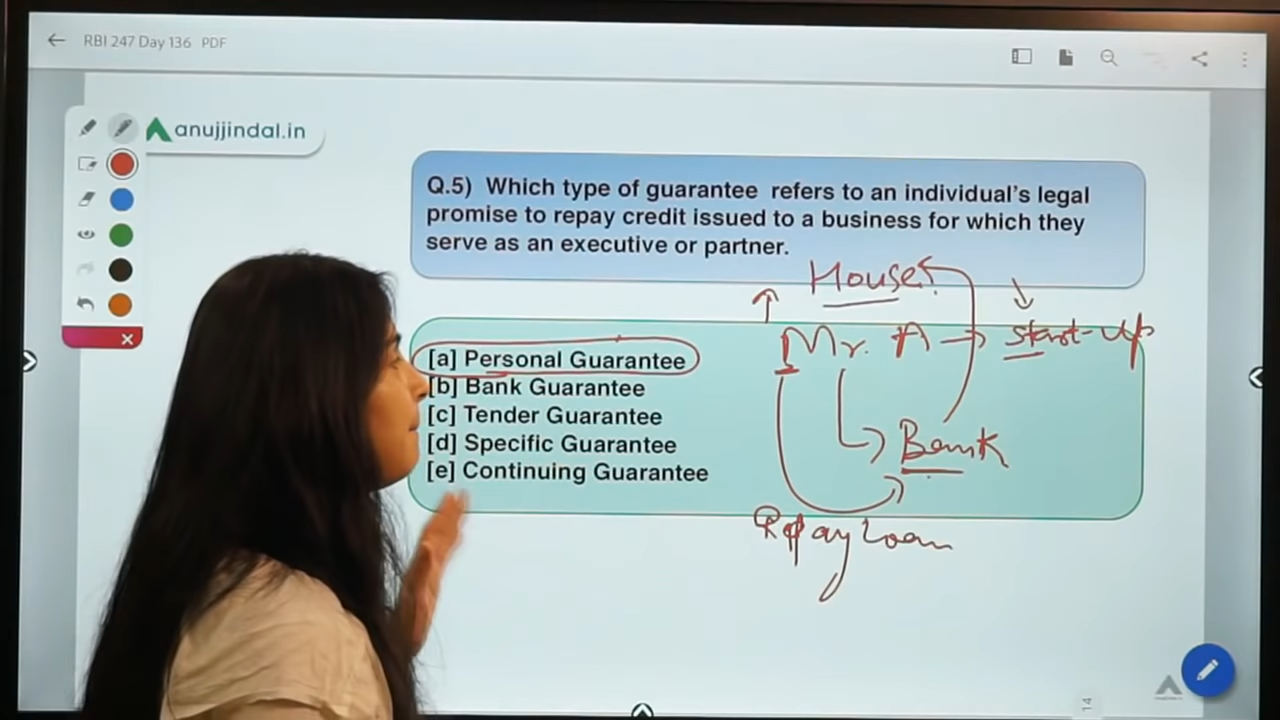 RBI 247 Day 136 PDF
anujjindal.in
Q.5) Which type of guarantee refers to an individual's legal
promise to repay credit issued to a business for which they
serve as an executive or partner.
House
Mr. A → Start-Up
[a] Personal Guarantee
[b] Bank Guarantee
[c] Tender Guarantee
[d] Specific Guarantee
Bank
[e] Continuing Guarantee
Repay Loan
14